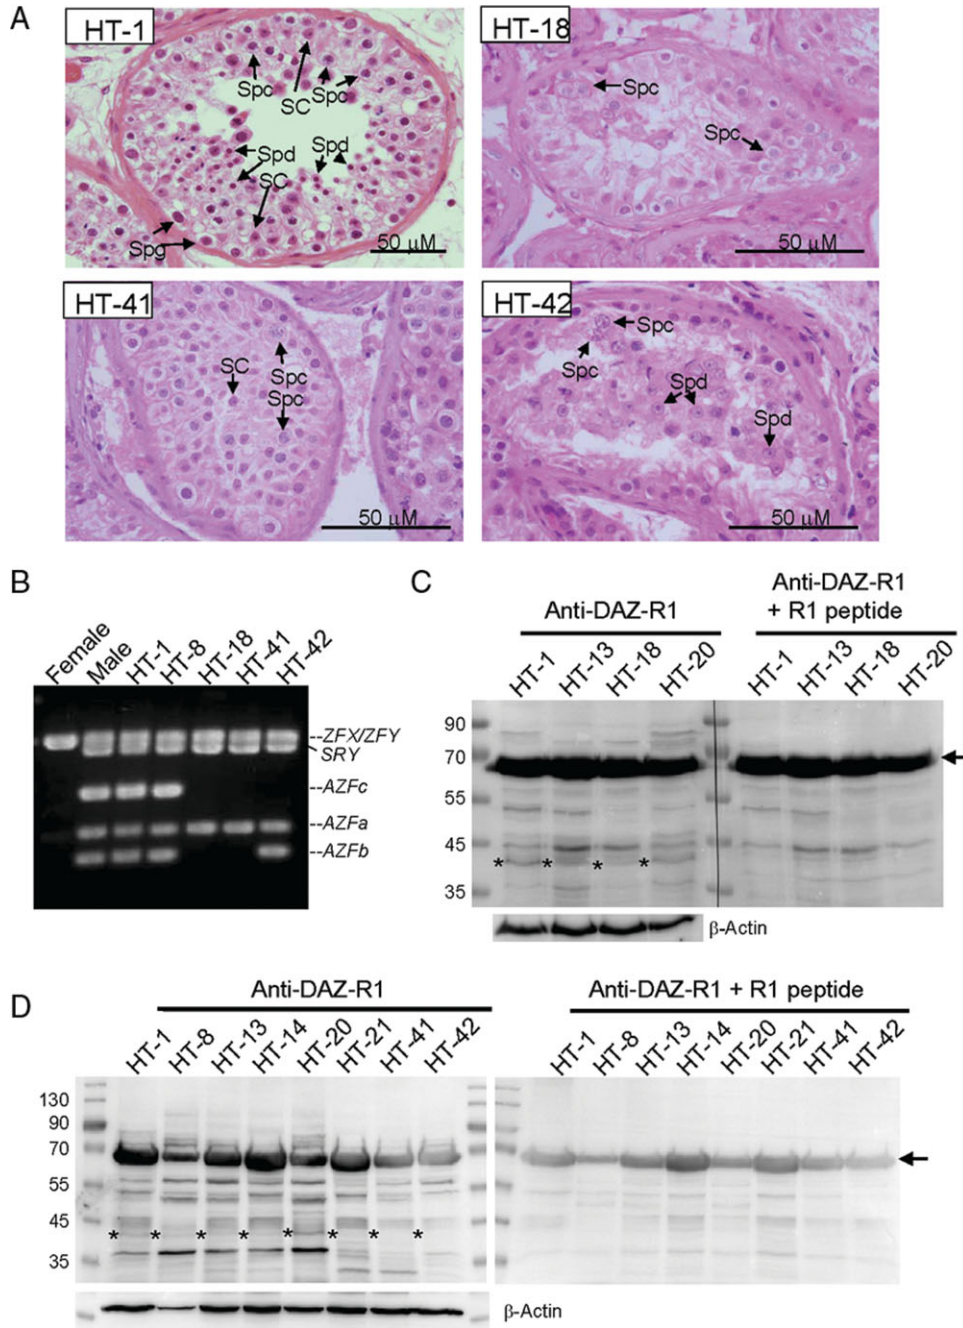 A
HT-1
Spc
SC
Spc
Spd
Spd
SC
Spg
50 μM
HT-18
Spc
Spc
50 μM
HT-41
SC
Spc
Spc
50 μM
HT-42
Spc
Spc
Spd
Spd
50 μM
B
Female
Male
HT-1
HT-8
HT-18
HT-41
HT-42
--ZFX/ZFY
SRY
--AZFc
--AZFa
--AZFb
C
Anti-DAZ-R1
Anti-DAZ-R1
+ R1 peptide
HT-1
HT-13
HT-18
HT-20
HT-1
HT-13
HT-18
HT-20
90
70
55
45
35
* * * *
β-Actin
D
Anti-DAZ-R1
Anti-DAZ-R1 + R1 peptide
HT-1
HT-8
HT-13
HT-14
HT-20
HT-21
HT-41
HT-42
HT-1
HT-8
HT-13
HT-14
HT-20
HT-21
HT-41
HT-42
130
90
70
55
45
35
* * * * * * * *
β-Actin